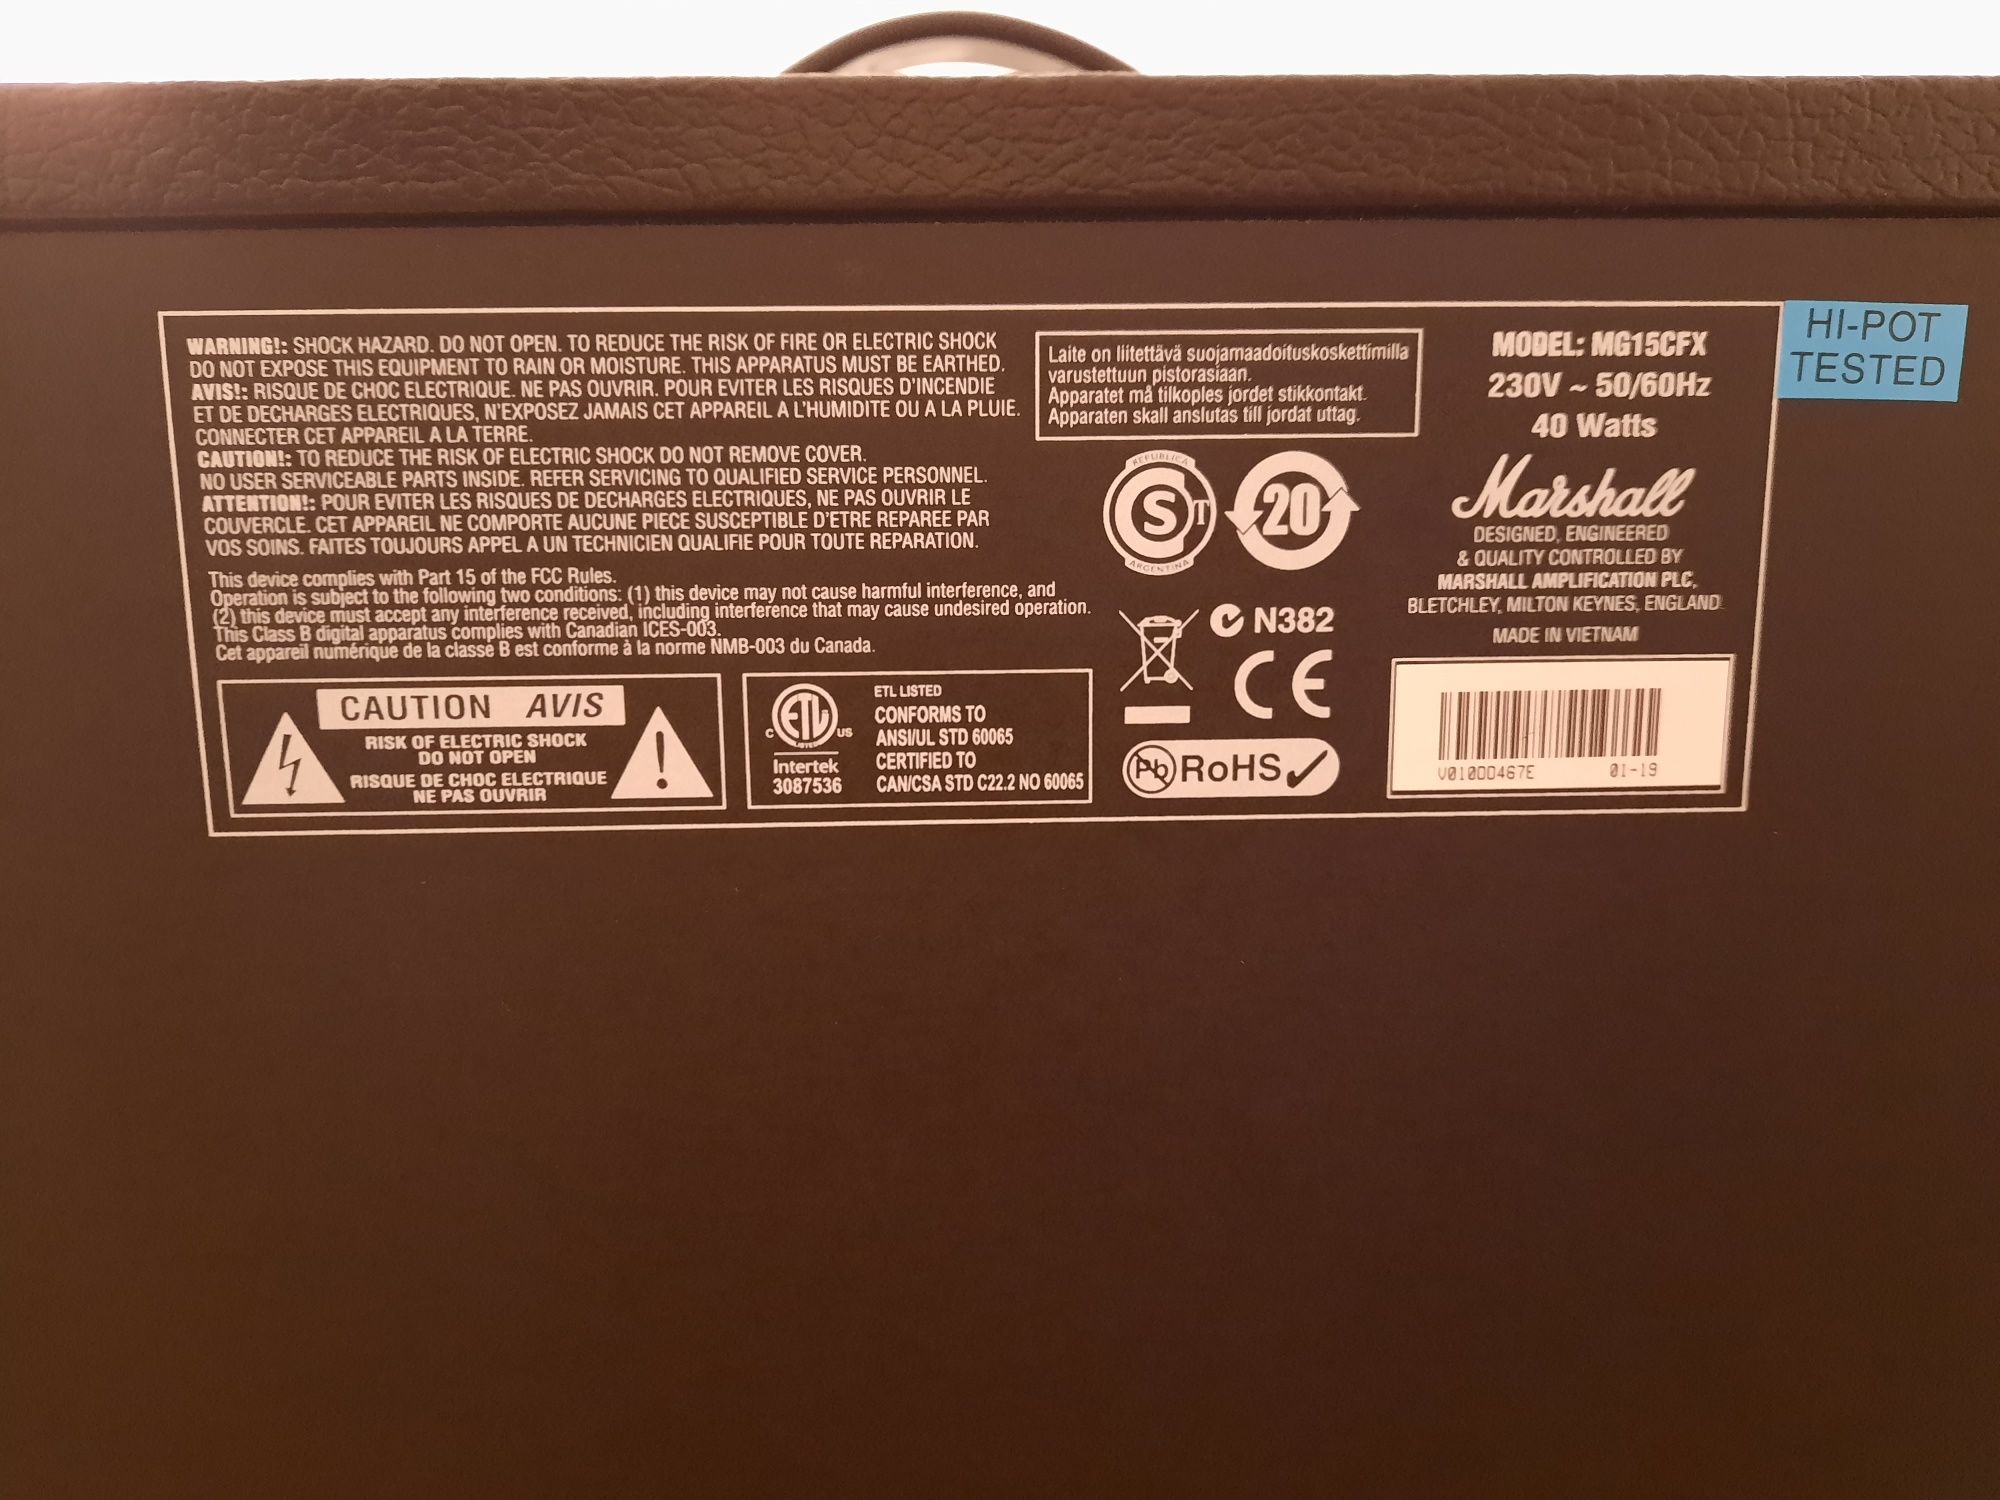 WARNING!: SHOCK HAZARD. DO NOT OPEN. TO REDUCE THE RISK OF FIRE OR ELECTRIC SHOCK
DO NOT EXPOSE THIS EQUIPMENT TO RAIN OR MOISTURE. THIS APPARATUS MUST BE EARTHED.
AVIS!: RISQUE DE CHOC ELECTRIQUE. NE PAS OUVRIR. POUR EVITER LES RISQUES D'INCENDIE
ET DE DECHARGES ELECTRIQUES, N'EXPOSEZ JAMAIS CET APPAREIL A L'HUMIDITE OU A LA PLUIE.
CONNECTER CET APPAREIL A LA TERRE.
CAUTION!: TO REDUCE THE RISK OF ELECTRIC SHOCK DO NOT REMOVE COVER.
NO USER SERVICEABLE PARTS INSIDE. REFER SERVICING TO QUALIFIED SERVICE PERSONNEL.
ATTENTION!: POUR EVITER LES RISQUES DE DECHARGES ELECTRIQUES, NE PAS OUVRIR LE
COUVERCLE. CET APPAREIL NE COMPORTE AUCUNE PIECE SUSCEPTIBLE D'ETRE REPAREE PAR
VOS SOINS. FAITES TOUJOURS APPEL A UN TECHNICIEN QUALIFIE POUR TOUTE REPARATION.
This device complies with Part 15 of the FCC Rules.
Operation is subject to the following two conditions: (1) this device may not cause harmful interference, and
(2) this device must accept any interference received, including interference that may cause undesired operation.
This Class B digital apparatus complies with Canadian ICES-003.
Cet appareil numérique de la classe B est conforme à la norme NMB-003 du Canada.
CAUTION AVIS
RISK OF ELECTRIC SHOCK
DO NOT OPEN
RISQUE DE CHOC ELECTRIQUE
NE PAS OUVRIR
ETL
LISTED
C US
Intertek
3087536
ETL LISTED
CONFORMS TO
ANSI/UL STD 60065
CERTIFIED TO
CAN/CSA STD C22.2 NO 60065
Laite on liitettävä suojamaadoituskoskettimilla
varustettuun pistorasiaan.
Apparatet må tilkoples jordet stikkontakt.
Apparaten skall anslutas till jordat uttag.
REPUBLICA
S T
ARGENTINA
20
N382
CE
Pb RoHS
MODEL: MG15CFX
230V ~ 50/60Hz
40 Watts
Marshall
DESIGNED, ENGINEERED
& QUALITY CONTROLLED BY
MARSHALL AMPLIFICATION PLC,
BLETCHLEY, MILTON KEYNES, ENGLAND
MADE IN VIETNAM
V010DD467E 01-19
HI-POT
TESTED